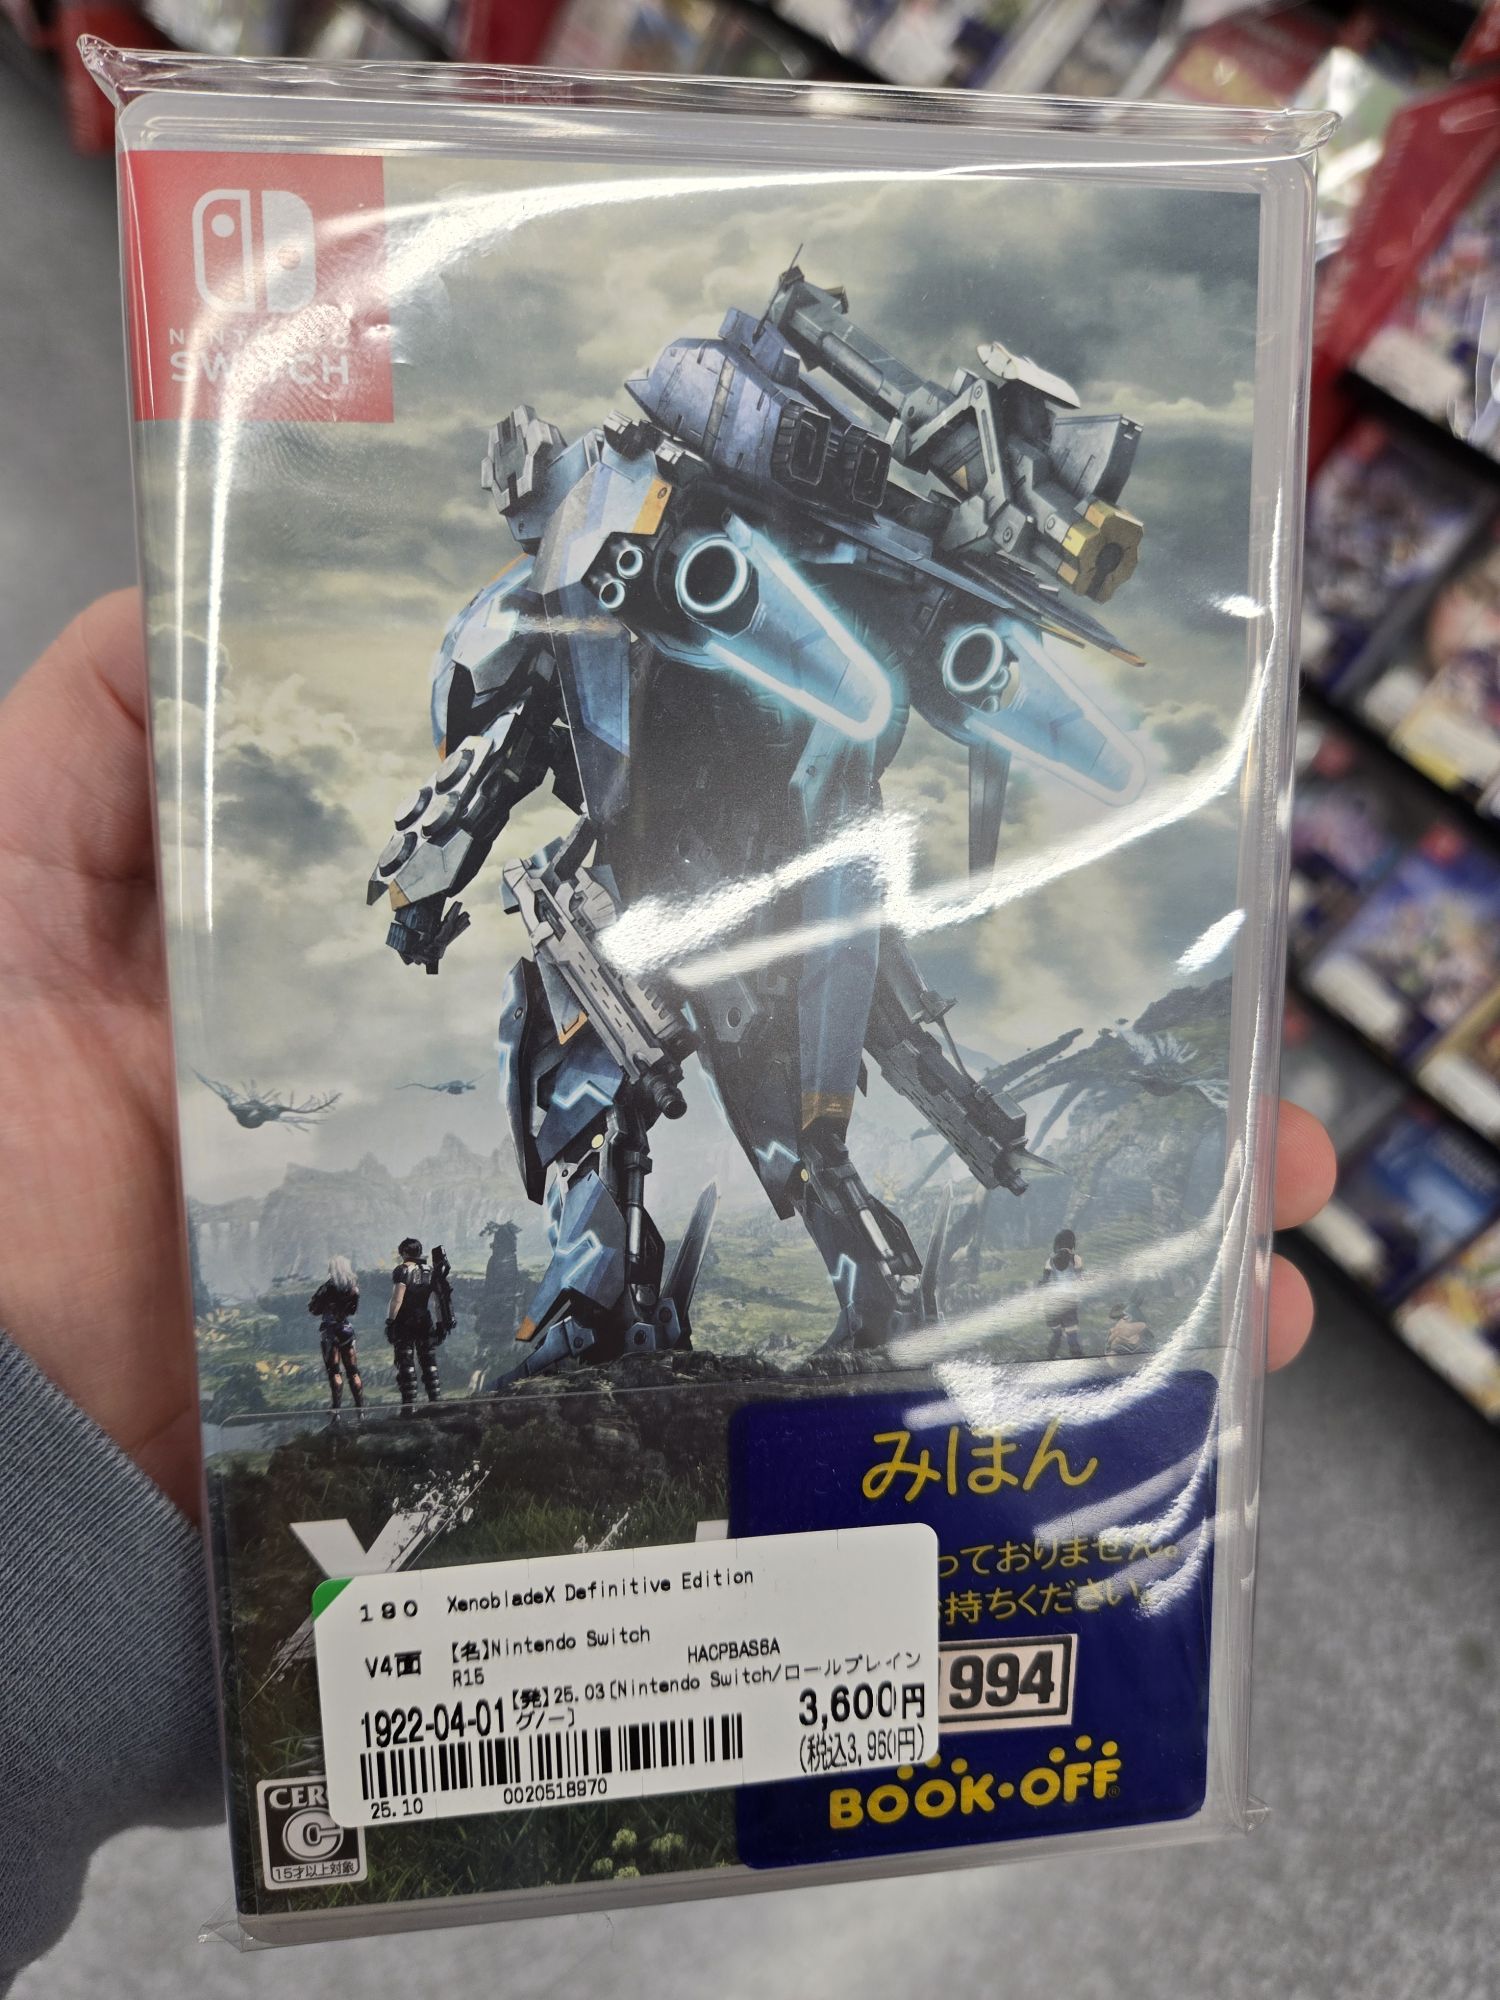 NINTENDO
SWITCH
みほん
っておりません。
持ちください。
190 XenobladeX Definitive Edition
V4面 【名】Nintendo Switch HACPBAS6A
R15
【発】25.03〔Nintendo Switch/ロールプレイン
グ/ー〕
1922-04-01
3,600円
(税込3,960円)
25.10 0020518970
994
BOOK・OFF
CER
C
15才以上対象